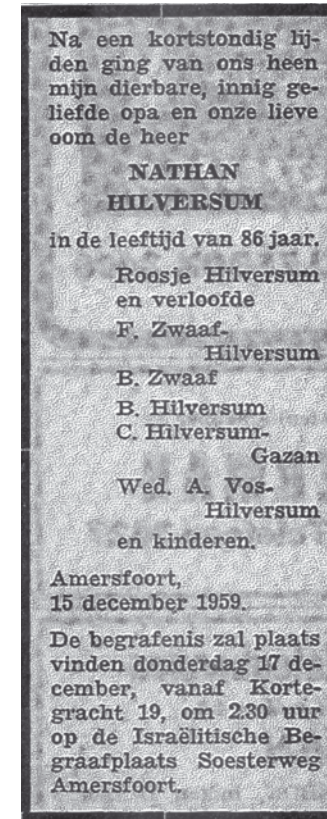 Na een kortstondig lij-
den ging van ons heen
mijn dierbare, innig ge-
liefde opa en onze lieve
oom de heer
NATHAN
HILVERSUM
in de leeftijd van 86 jaar.
Roosje Hilversum
en verloofde
F. Zwaaf-
Hilversum
B. Zwaaf
B. Hilversum
C. Hilversum-
Gazan
Wed. A. Vos-
Hilversum
en kinderen.
Amersfoort,
15 december 1959.
De begrafenis zal plaats
vinden donderdag 17 de-
cember, vanaf Korte-
gracht 19, om 2.30 uur
op de Israëlitische Be-
graafplaats Soesterweg
Amersfoort.